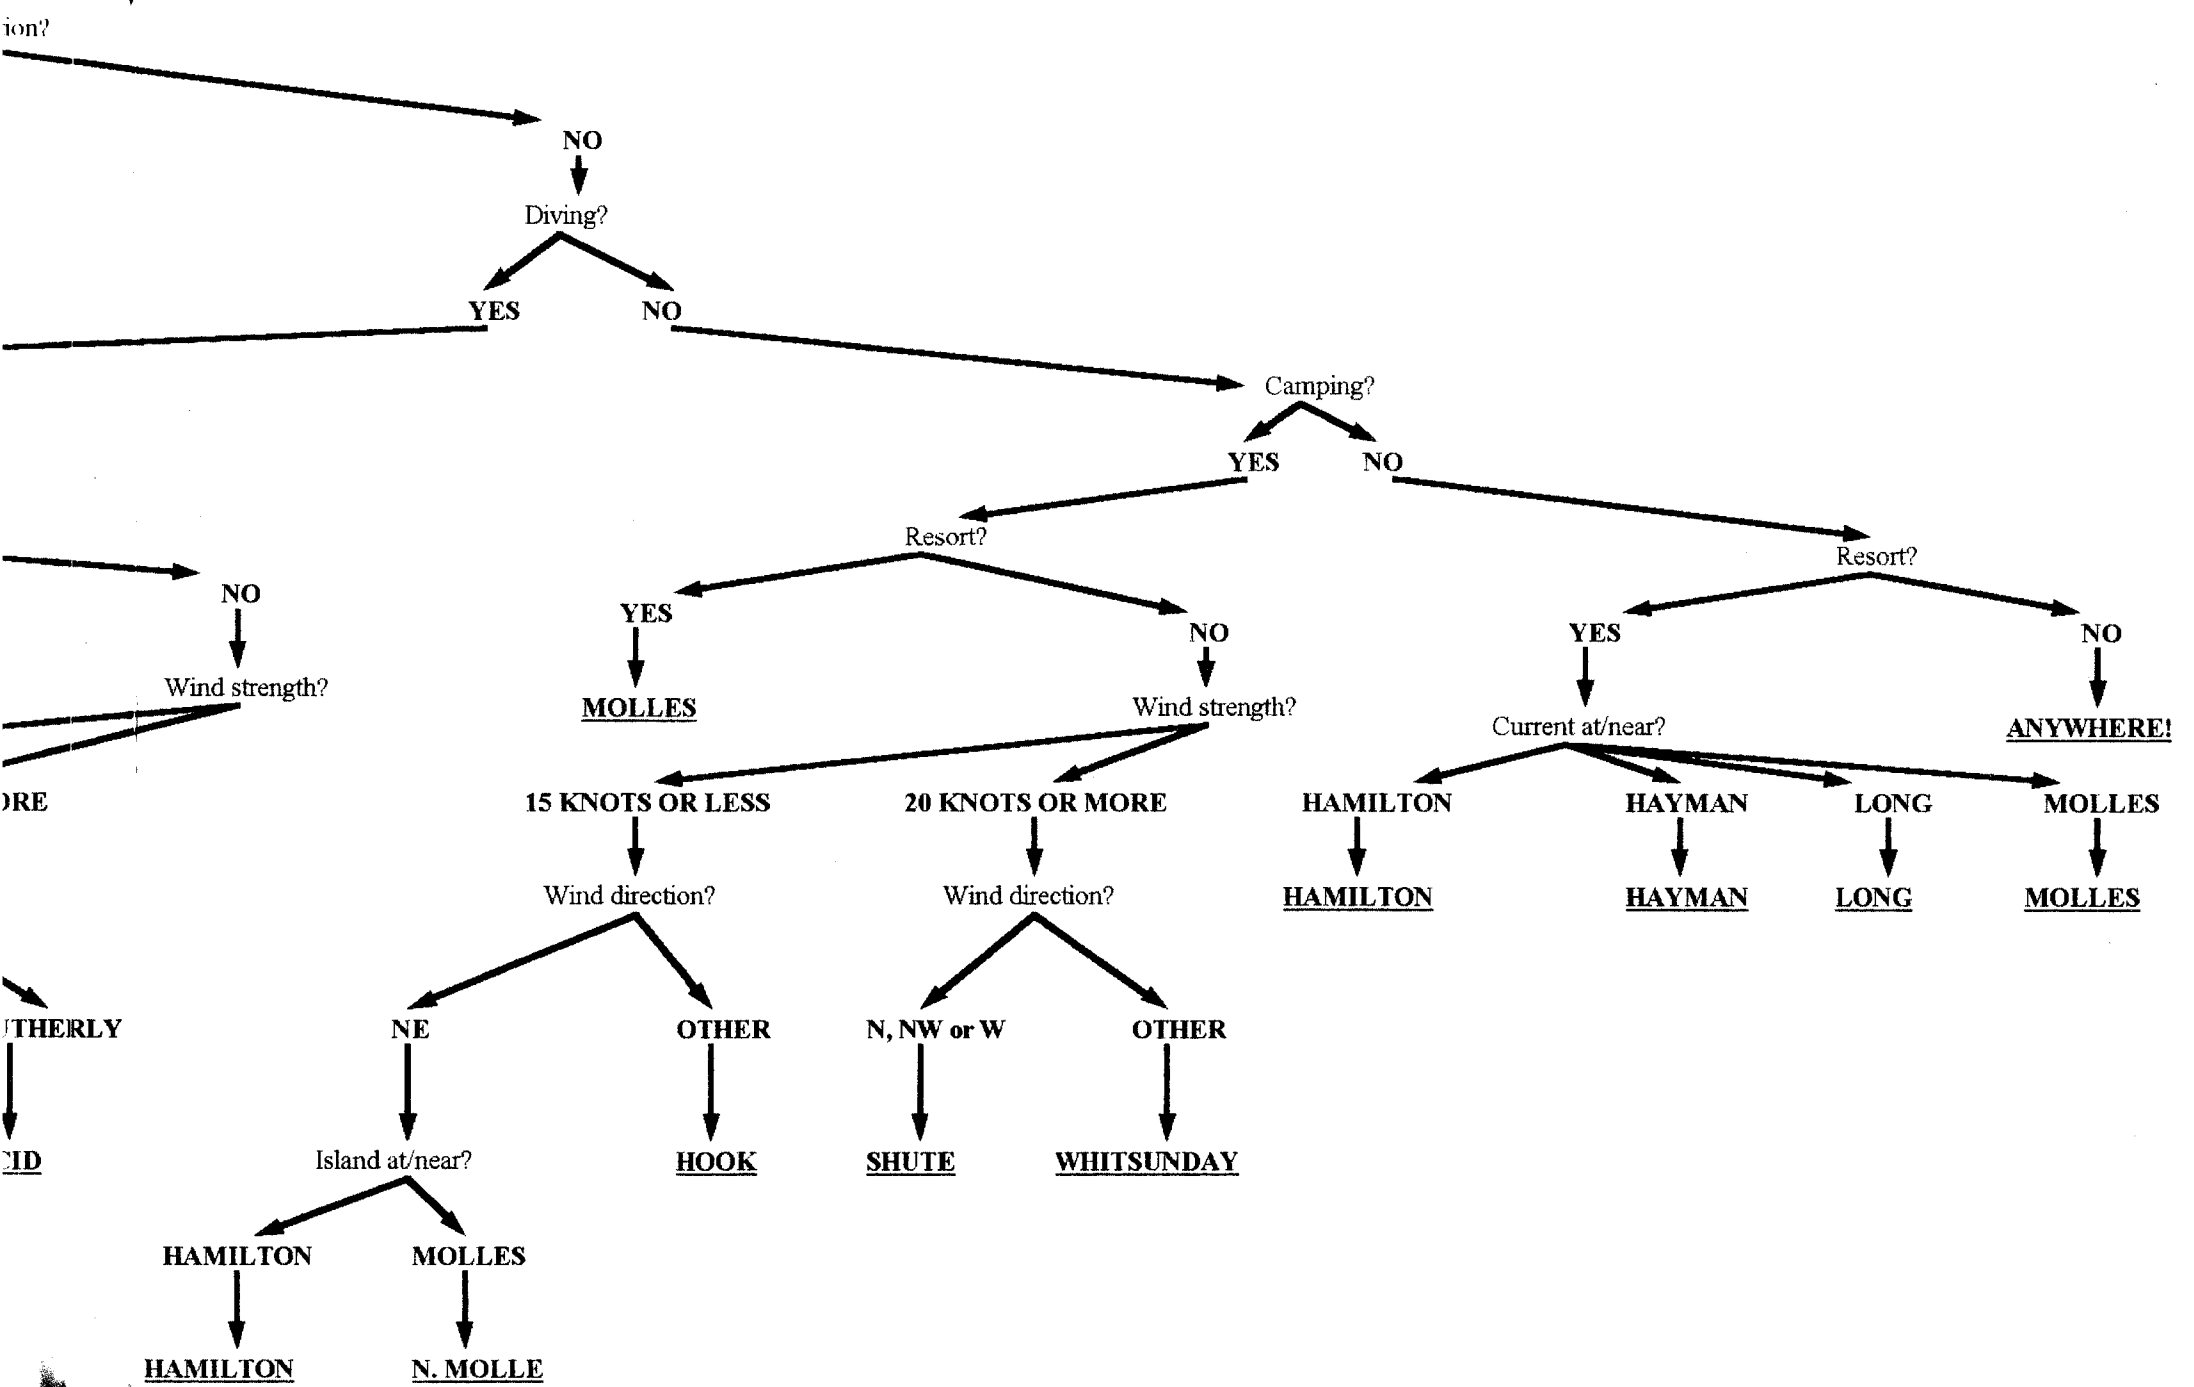 NO
Diving?
YES NO
Camping?
YES NO
Resort?
Resort?
NO
YES
NO YES NO
Wind strength?
MOLLES Wind strength?
Current at/near? ANYWHERE!
15 KNOTS OR LESS 20 KNOTS OR MORE HAMILTON HAYMAN LONG MOLLES
Wind direction? Wind direction? HAMILTON HAYMAN LONG MOLLES
NE OTHER N, NW or W OTHER
Island at/near? HOOK SHUTE WHITSUNDAY
HAMILTON MOLLES
HAMILTON N. MOLLE